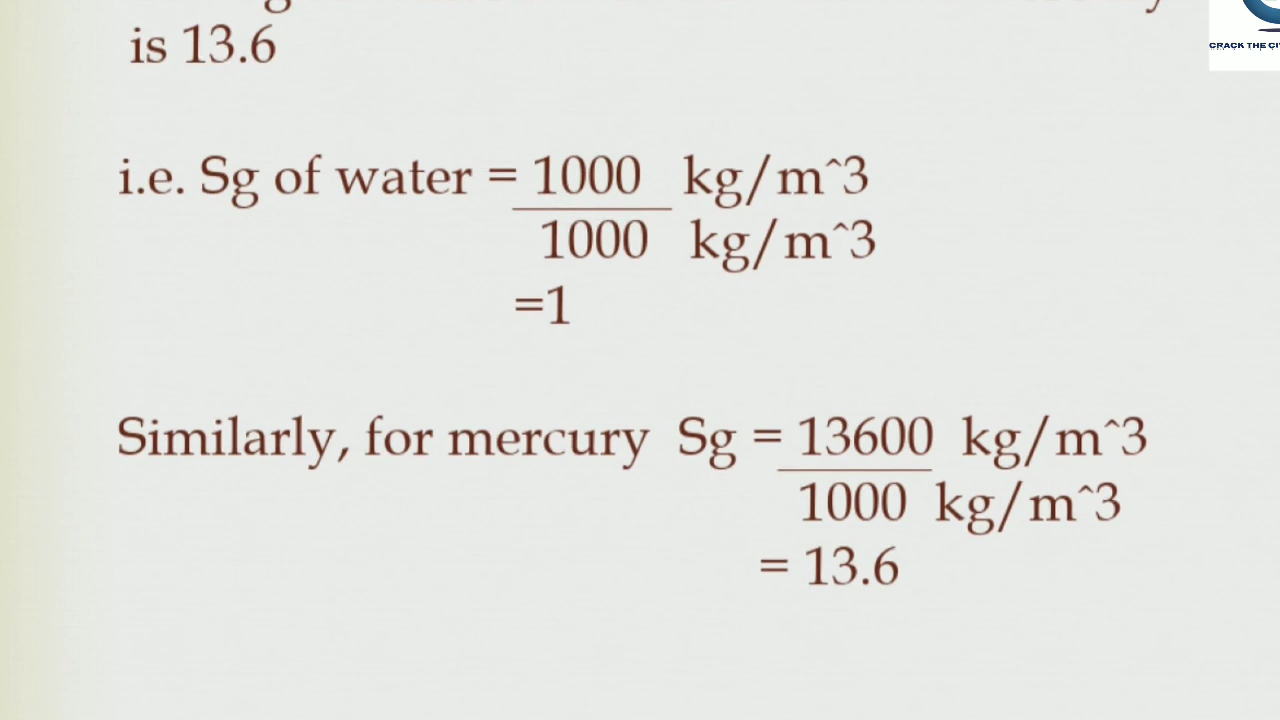 is 13.6
CRACK THE CI
i.e. Sg of water = 1000 kg/m^3
1000 kg/m^3
=1
Similarly, for mercury Sg = 13600 kg/m^3
1000 kg/m^3
= 13.6